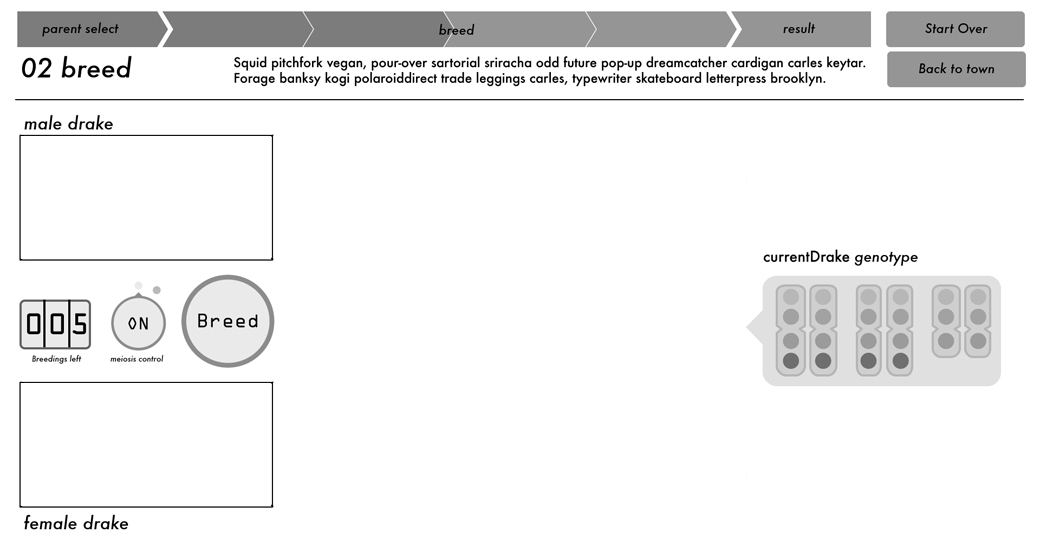 parent select
breed
result
Start Over
02 breed
Squid pitchfork vegan, pour-over sartorial sriracha odd future pop-up dreamcatcher cardigan carles keytar.
Forage banksy kogi polaroiddirect trade leggings carles, typewriter skateboard letterpress brooklyn.
Back to town
male drake
005
Breedings left
ON
meiosis control
Breed
currentDrake genotype
female drake